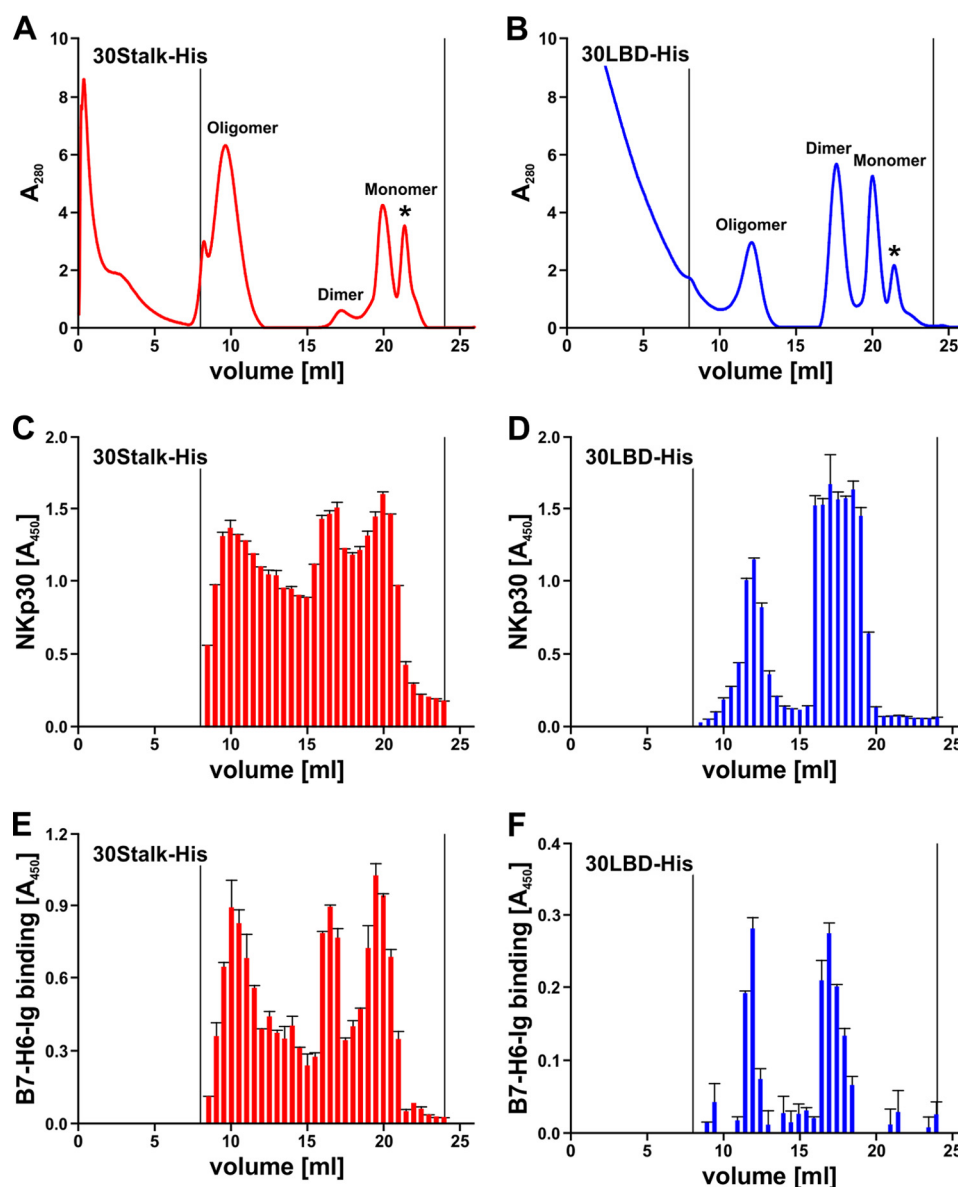 A
30Stalk-His
10
8
6
4
2
0
A280
Oligomer
Dimer
Monomer
*
0 5 10 15 20 25
volume [ml]
B
30LBD-His
10
8
6
4
2
0
A280
Oligomer
Dimer
Monomer
*
0 5 10 15 20 25
volume [ml]
C
30Stalk-His
2.0
1.5
1.0
0.5
0.0
NKp30 [A450]
0 5 10 15 20 25
volume [ml]
D
30LBD-His
2.0
1.5
1.0
0.5
0.0
NKp30 [A450]
0 5 10 15 20 25
volume [ml]
E
30Stalk-His
1.2
0.9
0.6
0.3
0.0
B7-H6-Ig binding [A450]
0 5 10 15 20 25
volume [ml]
F
30LBD-His
0.4
0.3
0.2
0.1
0.0
B7-H6-Ig binding [A450]
0 5 10 15 20 25
volume [ml]